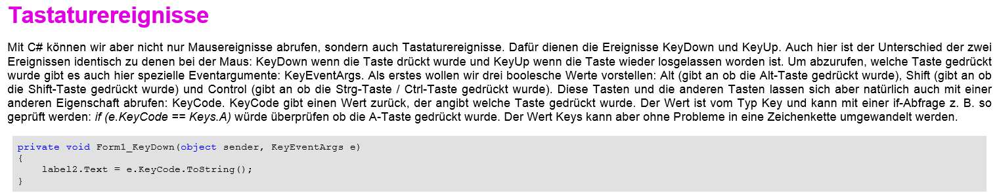 Tastaturereignisse
Mit C# können wir aber nicht nur Mausereignisse abrufen, sondern auch Tastaturereignisse. Dafür dienen die Ereignisse KeyDown und KeyUp. Auch hier ist der Unterschied der zwei
Ereignissen identisch zu denen bei der Maus: KeyDown wenn die Taste drückt wurde und KeyUp wenn die Taste wieder losgelassen worden ist. Um abzurufen, welche Taste gedrückt
wurde gibt es auch hier spezielle Eventargumente: KeyEventArgs. Als erstes wollen wir drei boolesche Werte vorstellen: Alt (gibt an ob die Alt-Taste gedrückt wurde), Shift (gibt an ob
die Shift-Taste gedrückt wurde) und Control (gibt an ob die Strg-Taste / Ctrl-Taste gedrückt wurde). Diese Tasten und die anderen Tasten lassen sich aber natürlich auch mit einer
anderen Eigenschaft abrufen: KeyCode. KeyCode gibt einen Wert zurück, der angibt welche Taste gedrückt wurde. Der Wert ist vom Typ Key und kann mit einer if-Abfrage z. B. so
geprüft werden: if (e.KeyCode == Keys.A) würde überprüfen ob die A-Taste gedrückt wurde. Der Wert Keys kann aber ohne Probleme in eine Zeichenkette umgewandelt werden.
private void Form1_KeyDown(object sender, KeyEventArgs e)
{
    label2.Text = e.KeyCode.ToString();
}